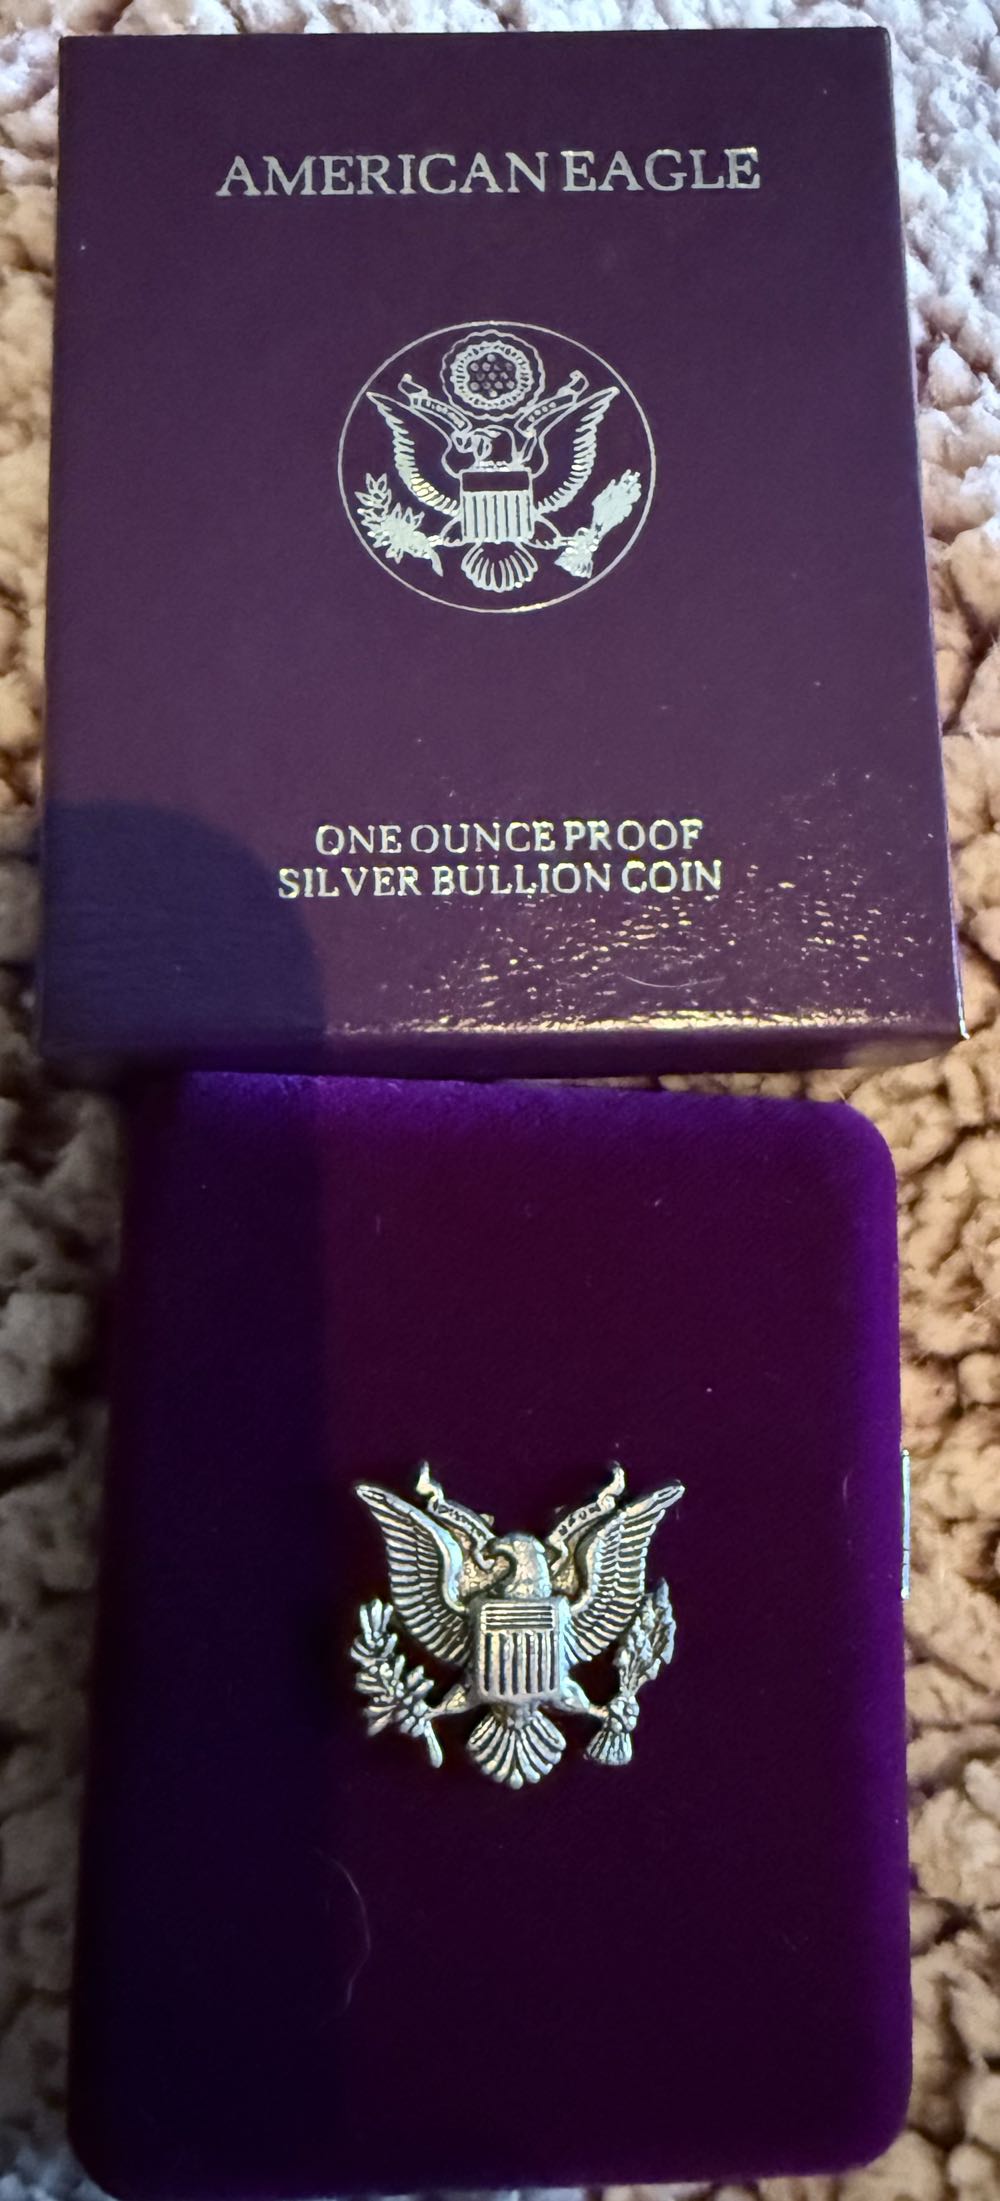 AMERICAN EAGLE
ONE OUNCE PROOF
SILVER BULLION COIN